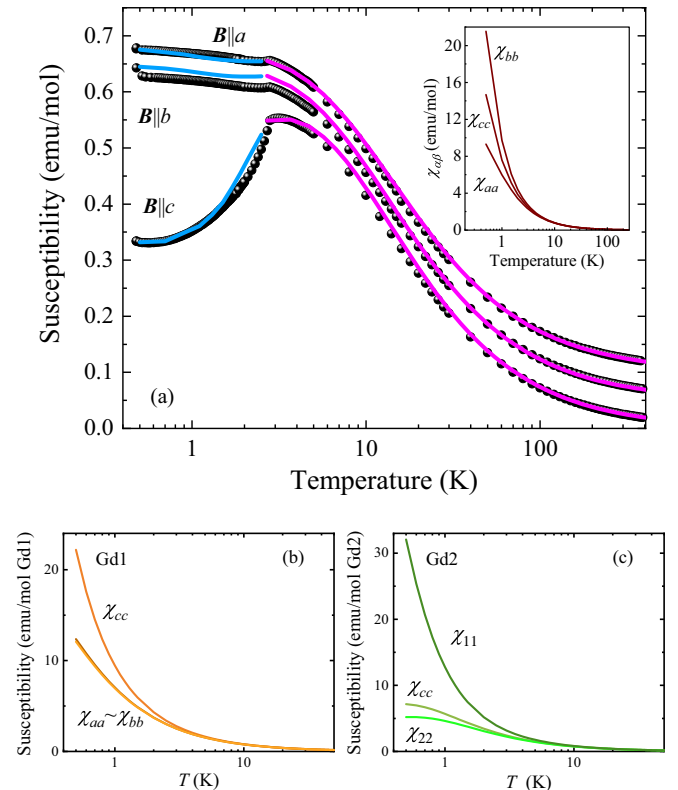 0.7
0.6
0.5
0.4
0.3
0.2
0.1
0.0
Susceptibility (emu/mol)
B||a
B||b
B||c
(a)
1
10
100
Temperature (K)
20
16
12
8
4
0
χαβ (emu/mol)
χbb
χcc
χaa
1
10
100
Temperature (K)
20
10
0
Susceptibility (emu/mol Gd1)
Gd1
(b)
χcc
χaa~χbb
1
10
T (K)
30
20
10
0
Susceptibility (emu/mol Gd2)
Gd2
(c)
χ11
χcc
χ22
1
10
T (K)